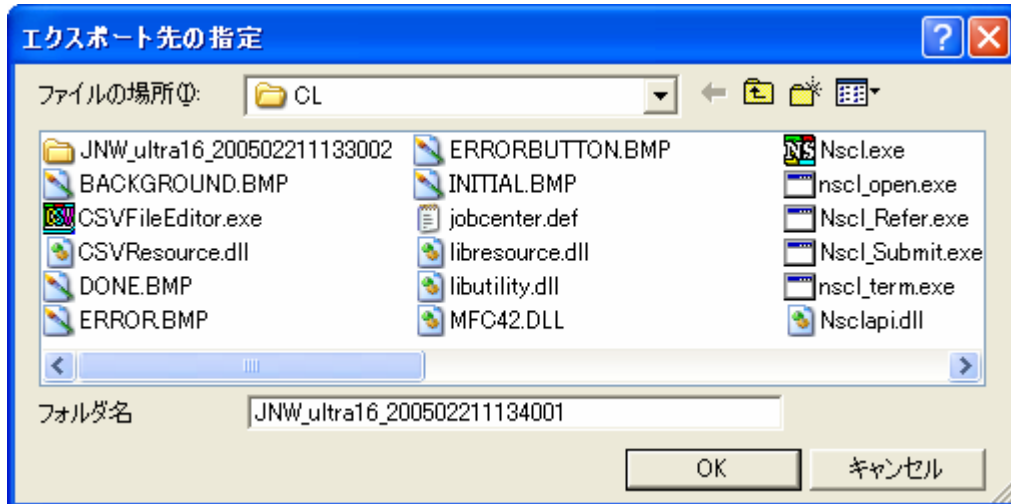 エクスポート先の指定
ファイルの場所(I):
CL
JNW_ultra16_200502211133002
BACKGROUND.BMP
CSVFileEditor.exe
CSVResource.dll
DONE.BMP
ERROR.BMP
ERRORBUTTON.BMP
INITIAL.BMP
jobcenter.def
libresource.dll
libutility.dll
MFC42.DLL
Nscl.exe
nscl_open.exe
Nscl_Refer.exe
Nscl_Submit.exe
nscl_term.exe
Nsclapi.dll
フォルダ名
JNW_ultra16_200502211134001
OK
キャンセル